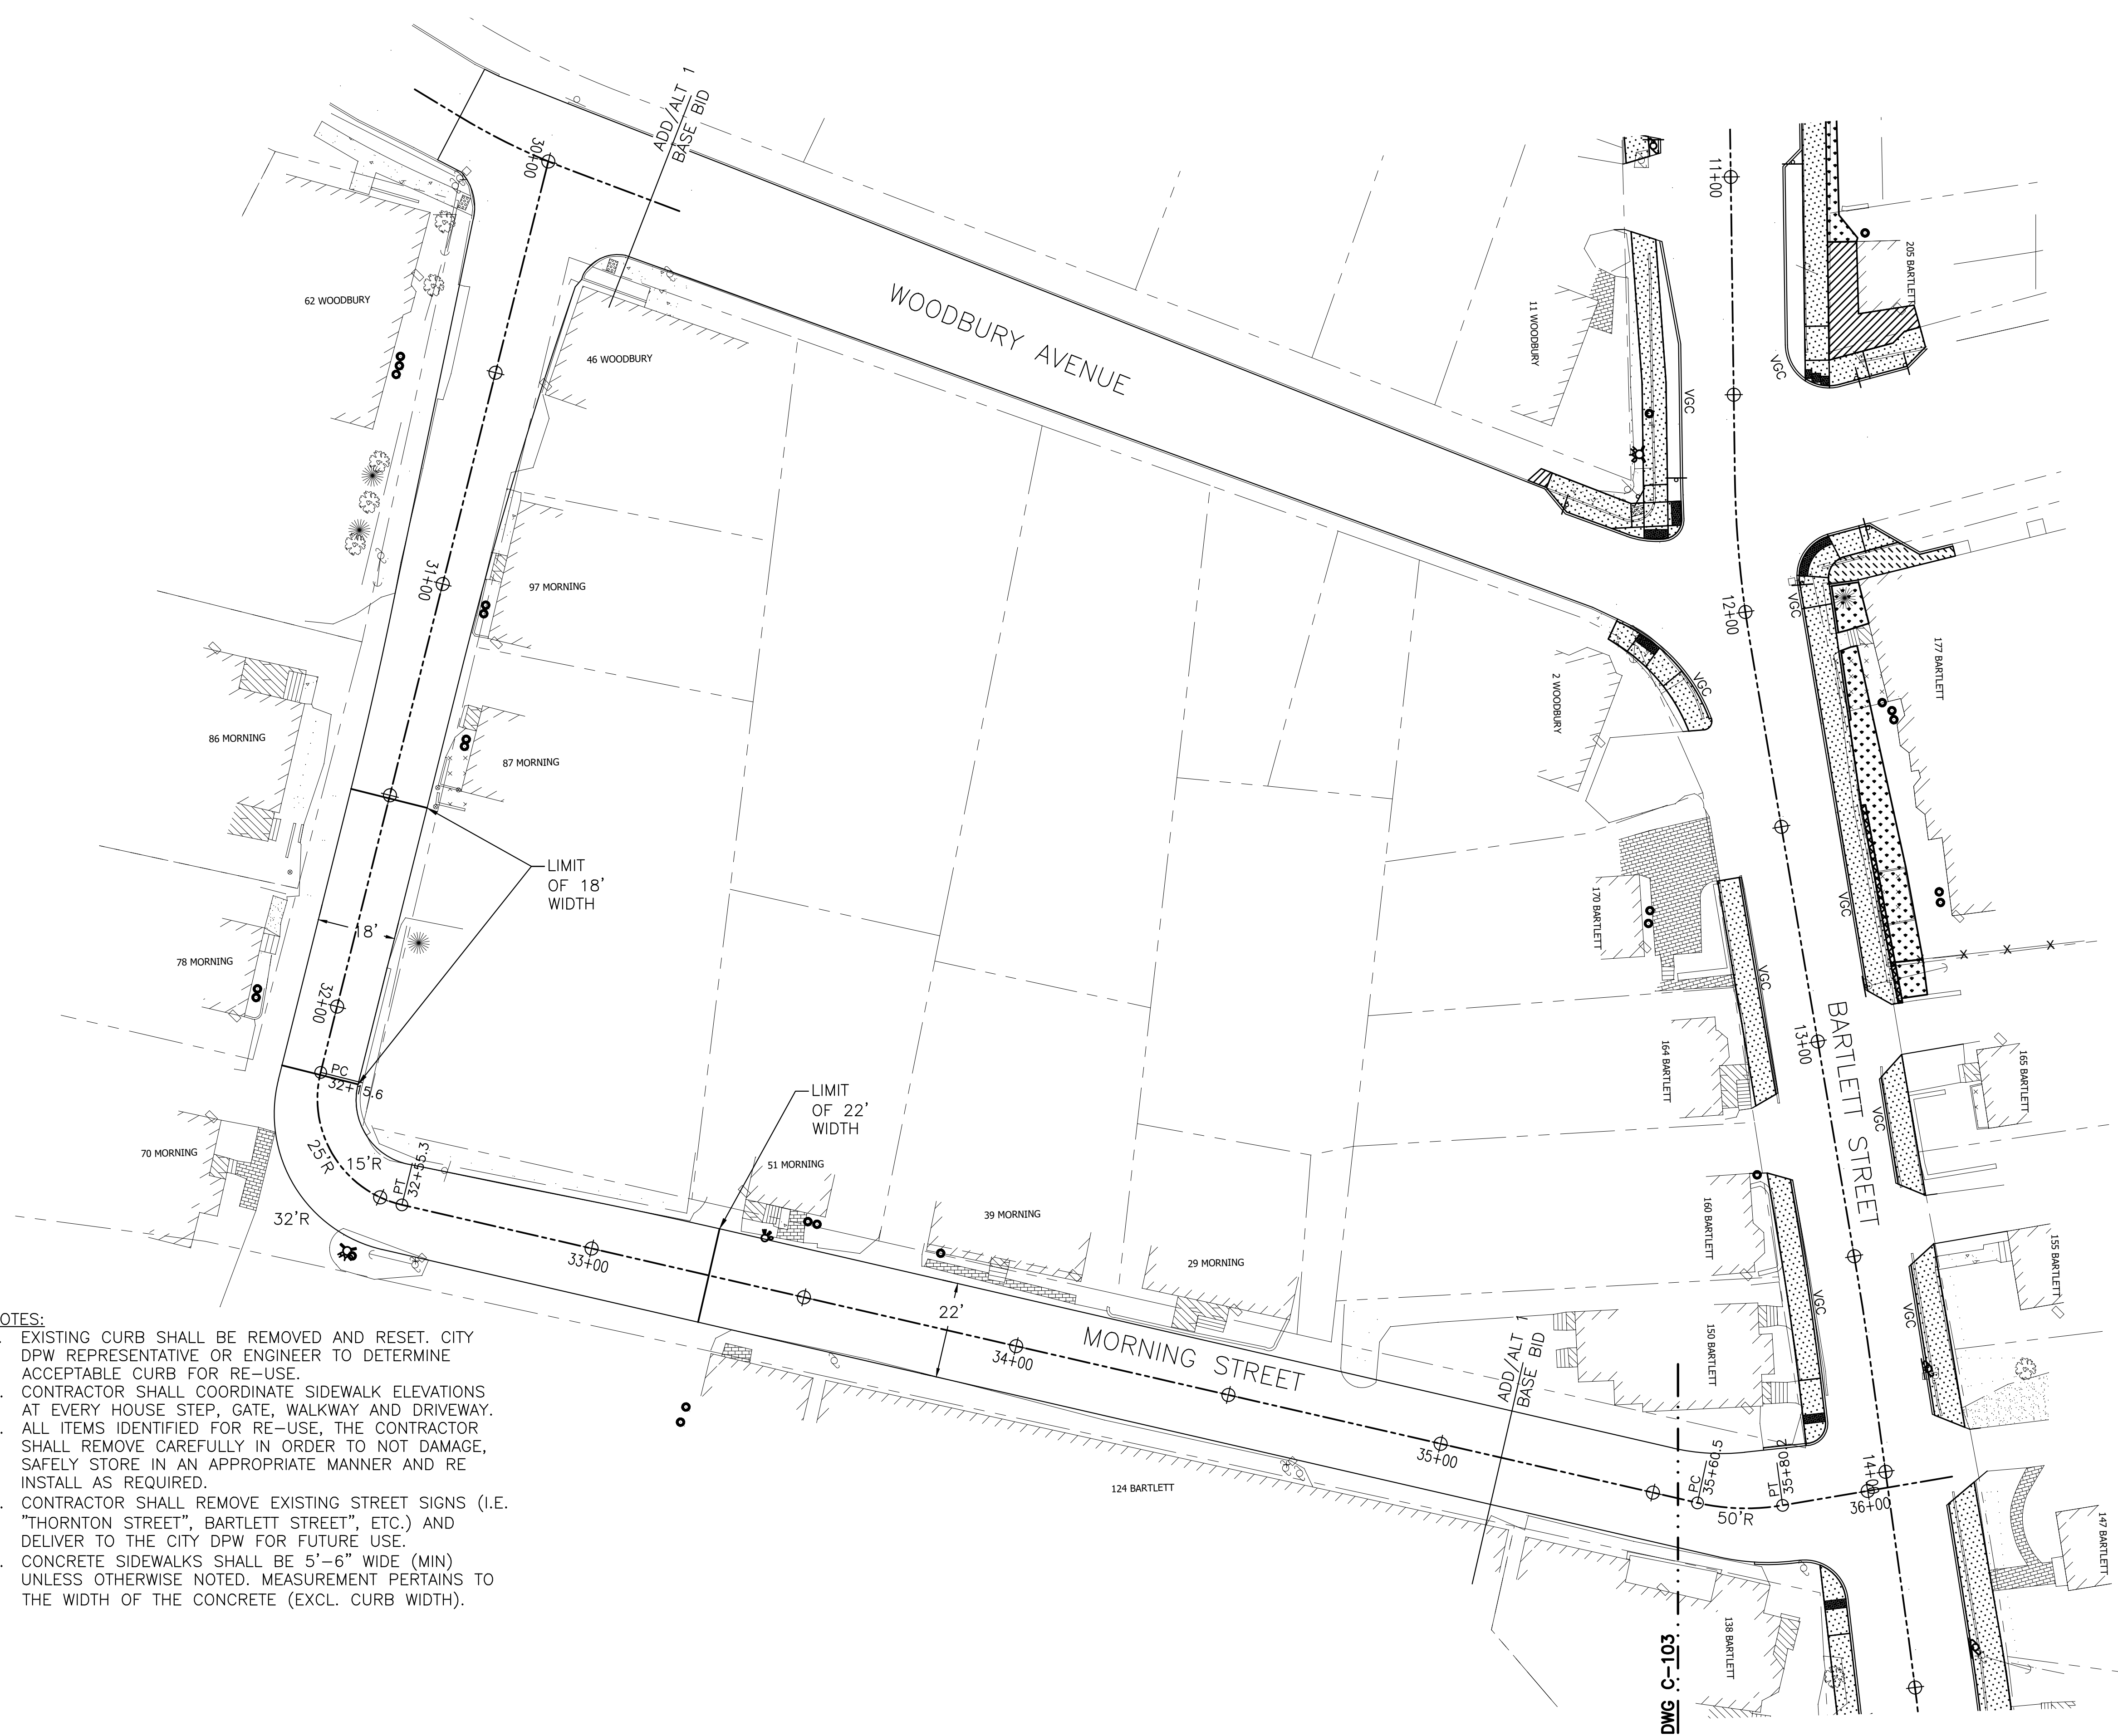 ADD/ALT 1
BASE BID
30+00
WOODBURY AVENUE
62 WOODBURY
46 WOODBURY
11 WOODBURY
VGC
11+00
VGC
205 BARTLETT
31+00
97 MORNING
87 MORNING
86 MORNING
12+00
VGC
VGC
2 WOODBURY
177 BARTLETT
LIMIT
OF 18'
WIDTH
18'
78 MORNING
32+00
PC
32+15.6
170 BARTLETT
VGC
VGC
164 BARTLETT
13+00
BARTLETT STREET
165 BARTLETT
VGC
70 MORNING
25'R
15'R
32'R
PT
32+55.3
LIMIT
OF 22'
WIDTH
51 MORNING
39 MORNING
29 MORNING
33+00
22'
34+00
MORNING STREET
160 BARTLETT
VGC
150 BARTLETT
155 BARTLETT
VGC
ADD/ALT 1
BASE BID
35+00
124 BARTLETT
PC
35+60.5
PT
35+80.2
50'R
14+00
36+00
147 BARTLETT
138 BARTLETT
DWG C-103
X X X
OTES:
. EXISTING CURB SHALL BE REMOVED AND RESET. CITY
DPW REPRESENTATIVE OR ENGINEER TO DETERMINE
ACCEPTABLE CURB FOR RE-USE.
. CONTRACTOR SHALL COORDINATE SIDEWALK ELEVATIONS
AT EVERY HOUSE STEP, GATE, WALKWAY AND DRIVEWAY.
. ALL ITEMS IDENTIFIED FOR RE-USE, THE CONTRACTOR
SHALL REMOVE CAREFULLY IN ORDER TO NOT DAMAGE,
SAFELY STORE IN AN APPROPRIATE MANNER AND RE
INSTALL AS REQUIRED.
. CONTRACTOR SHALL REMOVE EXISTING STREET SIGNS (I.E.
"THORNTON STREET", BARTLETT STREET", ETC.) AND
DELIVER TO THE CITY DPW FOR FUTURE USE.
. CONCRETE SIDEWALKS SHALL BE 5'-6" WIDE (MIN)
UNLESS OTHERWISE NOTED. MEASUREMENT PERTAINS TO
THE WIDTH OF THE CONCRETE (EXCL. CURB WIDTH).